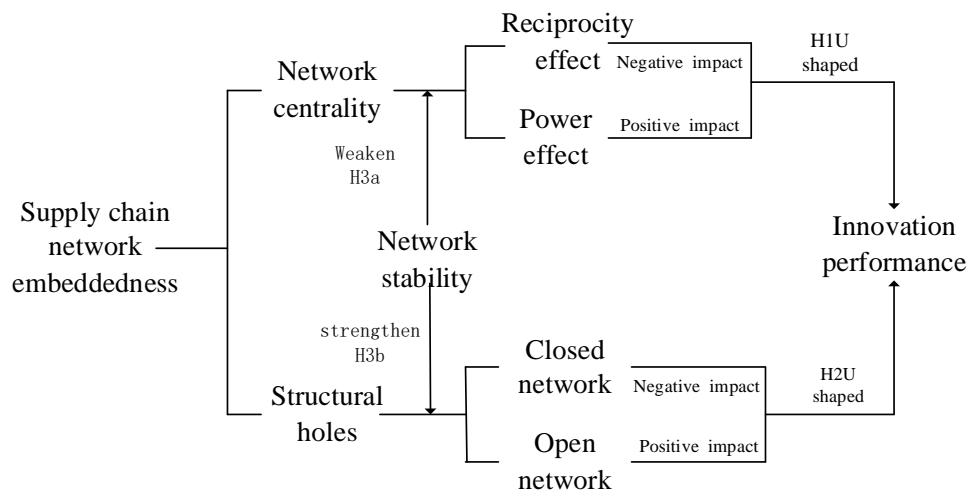 Reciprocity
effect
Negative impact
H1U
shaped
Network
centrality
Power
effect
Positive impact
Weaken
H3a
Supply chain
network
embeddedness
Network
stability
Innovation
performance
strengthen
H3b
Closed
network
Negative impact
H2U
shaped
Structural
holes
Open
network
Positive impact